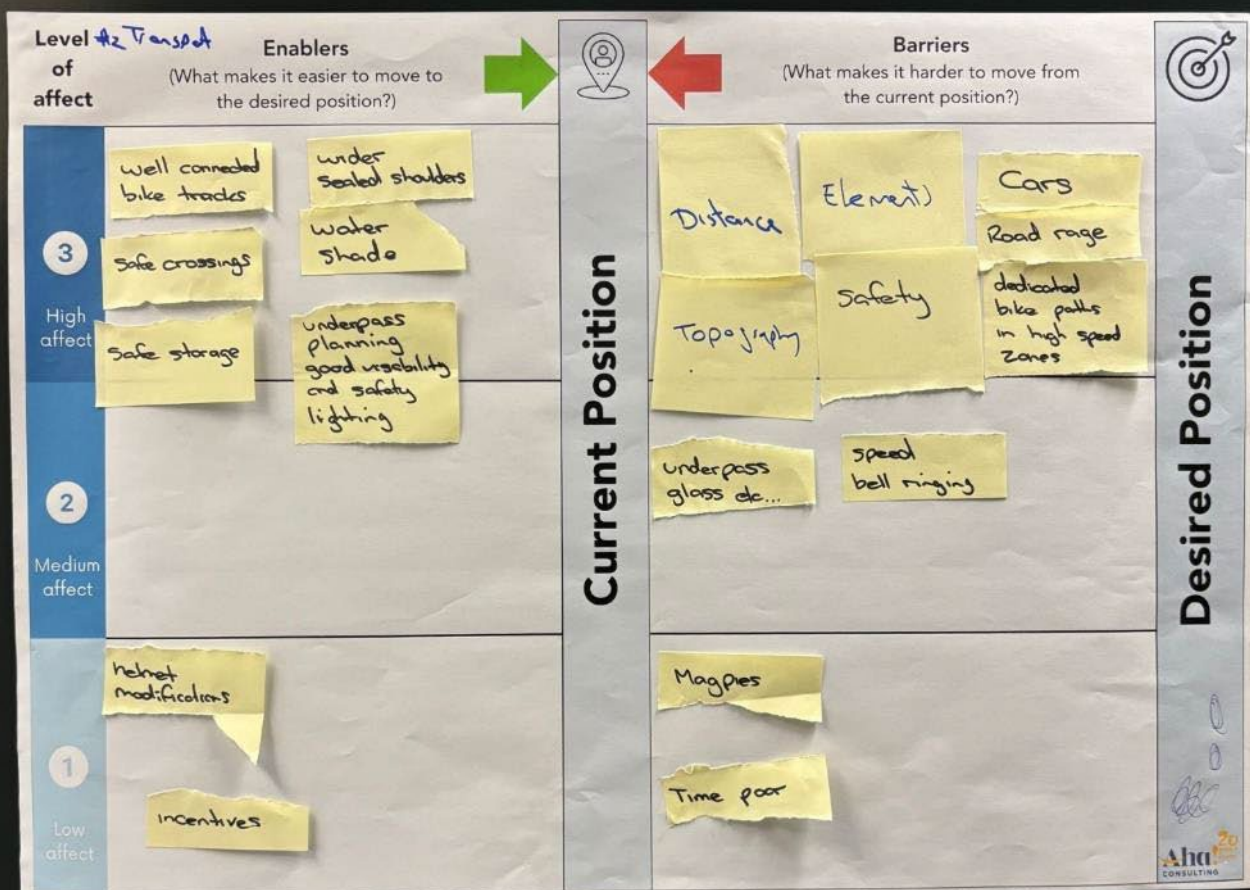 Level #2 Transpot
of
affect
Enablers
(What makes it easier to move to
the desired position?)
Barriers
(What makes it harder to move from
the current position?)
3
High
affect
well connected
bike tracks
wider
sealed shoulders
safe crossings
water
shade
safe storage
underpass
planning
good visability
and safety
lighting
Current Position
Distance
Elements
Cars
Road rage
Topography
Safety
dedicated
bike paths
in high speed
zones
Desired Position
2
Medium
affect
underpass
glass etc...
speed
bell ringing
1
Low
affect
helmet
modifications
incentives
Magpies
Time poor
Aha!
20
CONSULTING